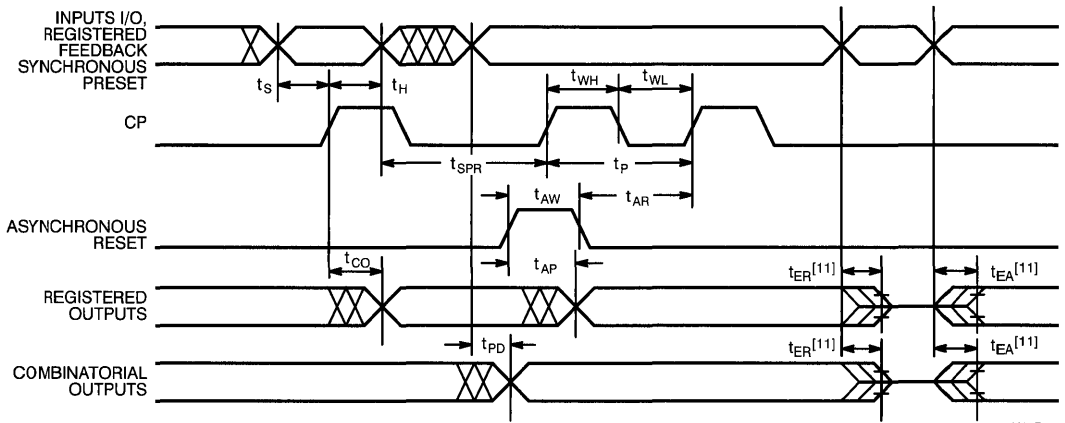 INPUTS I/O,
REGISTERED
FEEDBACK
SYNCHRONOUS
PRESET
tS
tH
tWH
tWL
CP
tSPR
tP
tAW
tAR
ASYNCHRONOUS
RESET
tCO
tAP
tER[11]
tEA[11]
REGISTERED
OUTPUTS
tPD
tER[11]
tEA[11]
COMBINATORIAL
OUTPUTS